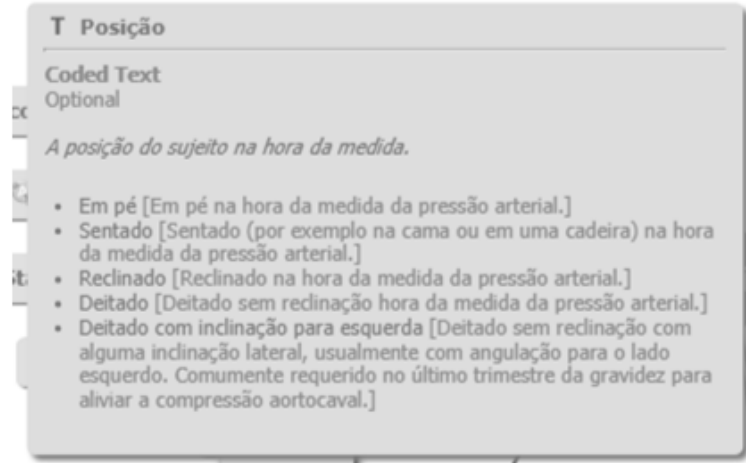 T Posição
Coded Text
Optional
A posição do sujeito na hora da medida.
• Em pé [Em pé na hora da medida da pressão arterial.]
• Sentado [Sentado (por exemplo na cama ou em uma cadeira) na hora
da medida da pressão arterial.]
• Reclinado [Reclinado na hora da medida da pressão arterial.]
• Deitado [Deitado sem reclinação hora da medida da pressão arterial.]
• Deitado com inclinação para esquerda [Deitado sem reclinação com
alguma inclinação lateral, usualmente com angulação para o lado
esquerdo. Comumente requerido no último trimestre da gravidez para
aliviar a compressão aortocaval.]